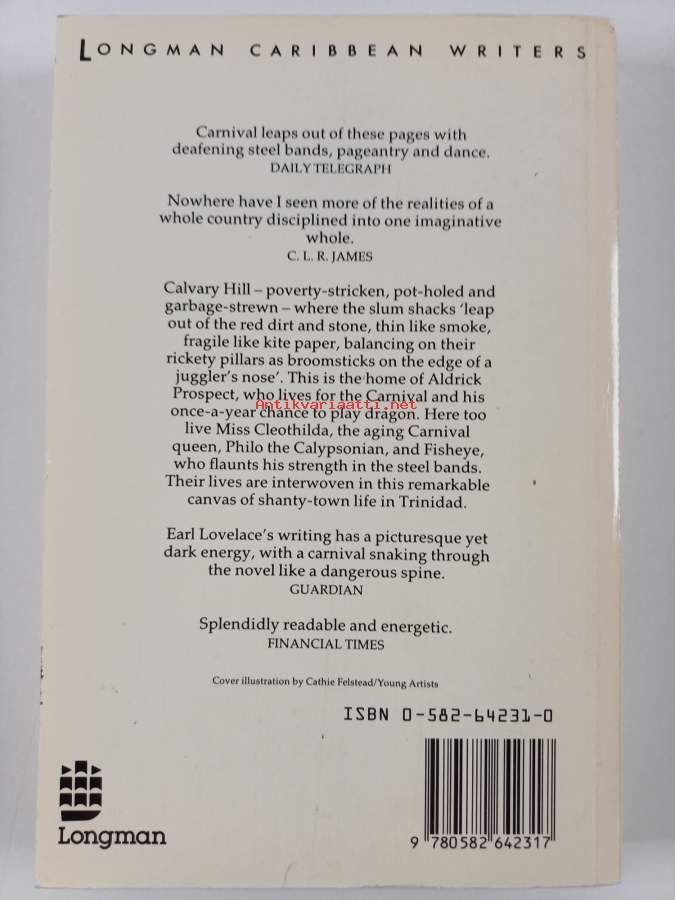 LONGMAN CARIBBEAN WRITERS
Carnival leaps out of these pages with
deafening steel bands, pageantry and dance.
DAILY TELEGRAPH
Nowhere have I seen more of the realities of a
whole country disciplined into one imaginative
whole.
C. L. R. JAMES
Calvary Hill – poverty-stricken, pot-holed and
garbage-strewn – where the slum shacks ‘leap
out of the red dirt and stone, thin like smoke,
fragile like kite paper, balancing on their
rickety pillars as broomsticks on the edge of a
juggler’s nose’. This is the home of Aldrick
Prospect, who lives for the Carnival and his
Antikvariaatti.net
once-a-year chance to play dragon. Here too
live Miss Cleothilda, the aging Carnival
queen, Philo the Calypsonian, and Fisheye,
who flaunts his strength in the steel bands.
Their lives are interwoven in this remarkable
canvas of shanty-town life in Trinidad.
Earl Lovelace’s writing has a picturesque yet
dark energy, with a carnival snaking through
the novel like a dangerous spine.
GUARDIAN
Splendidly readable and energetic.
FINANCIAL TIMES
Cover illustration by Cathie Felstead/Young Artists
ISBN 0-582-64231-0
Longman
9 780582 642317